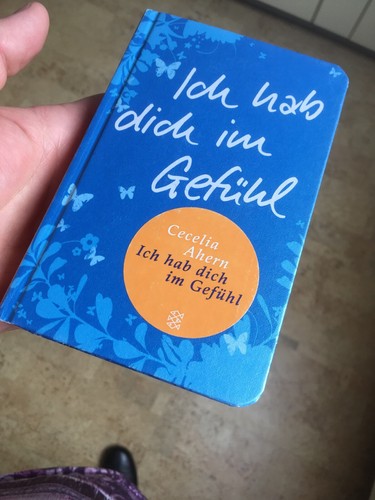 Ich hab
dich im
Gefühl
Cecelia
Ahern
Ich hab dich
im Gefühl